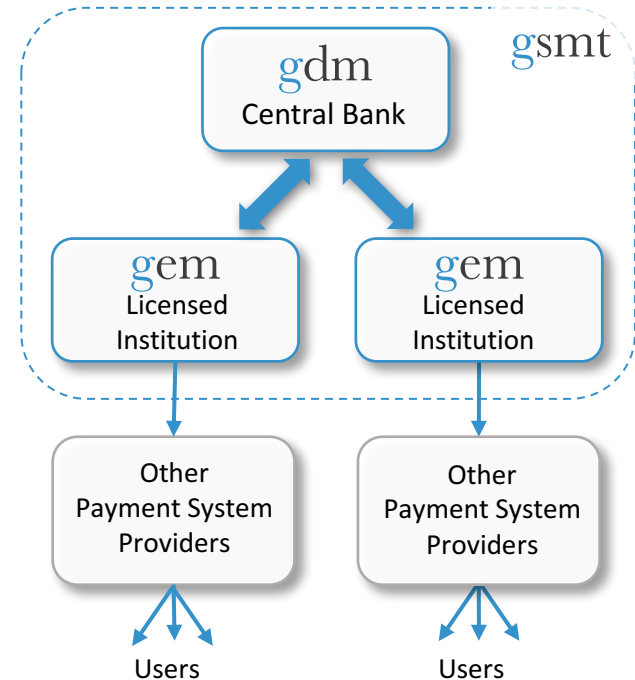 gsmt
gdm
Central Bank
gem
Licensed
Institution
gem
Licensed
Institution
Other
Payment System
Providers
Other
Payment System
Providers
Users
Users